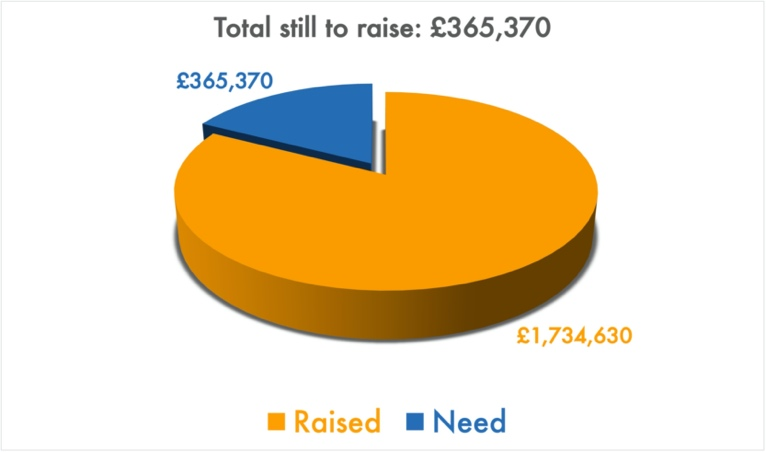 Total still to raise: £365,370
£365,370
£1,734,630
Raised Need